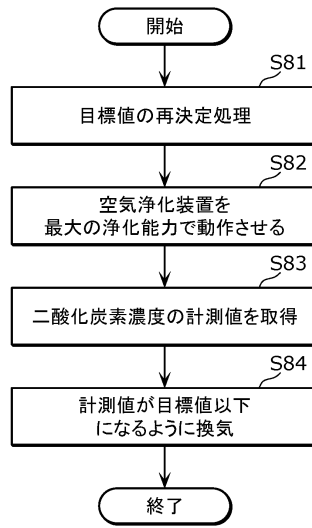 開始
S81
目標値の再決定処理
S82
空気浄化装置を
最大の浄化能力で動作させる
S83
二酸化炭素濃度の計測値を取得
S84
計測値が目標値以下
になるように換気
終了